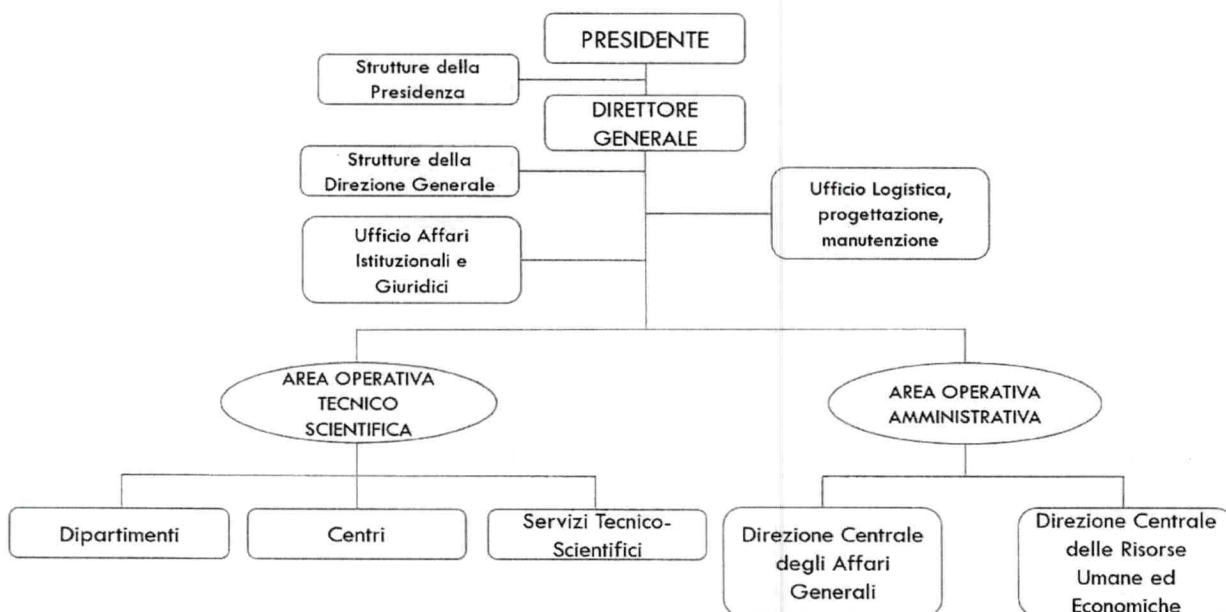 PRESIDENTE
Strutture della
Presidenza
DIRETTORE
GENERALE
Strutture della
Direzione Generale
Ufficio Logistica,
progettazione,
manutenzione
Ufficio Affari
Istituzionali e
Giuridici
AREA OPERATIVA
TECNICO
SCIENTIFICA
AREA OPERATIVA
AMMINISTRATIVA
Dipartimenti
Centri
Servizi Tecnico-
Scientifici
Direzione Centrale
degli Affari
Generali
Direzione Centrale
delle Risorse
Umane ed
Economiche